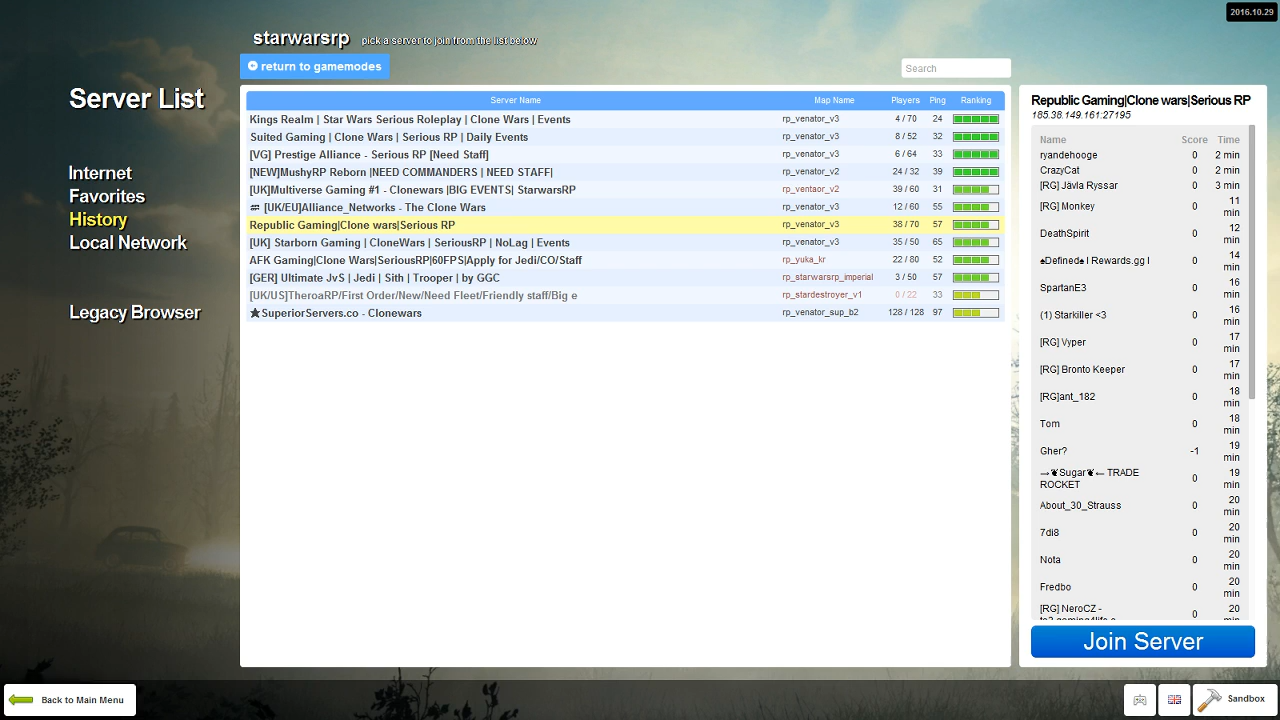 2016.10.29
starwarsrp pick a server to join from the list below
return to gamemodes
Search
Server List
Internet
Favorites
History
Local Network
Legacy Browser
Server Name Map Name Players Ping Ranking
Kings Realm | Star Wars Serious Roleplay | Clone Wars | Events rp_venator_v3 4 / 70 24
Suited Gaming | Clone Wars | Serious RP | Daily Events rp_venator_v3 8 / 52 32
[VG] Prestige Alliance - Serious RP [Need Staff] rp_venator_v3 6 / 64 33
[NEW]MushyRP Reborn |NEED COMMANDERS | NEED STAFF| rp_venator_v2 24 / 32 39
[UK]Multiverse Gaming #1 - Clonewars |BIG EVENTS| StarwarsRP rp_ventaor_v2 39 / 60 31
[UK/EU]Alliance_Networks - The Clone Wars rp_venator_v3 12 / 60 55
Republic Gaming|Clone wars|Serious RP rp_venator_v3 38 / 70 57
[UK] Starborn Gaming | CloneWars | SeriousRP | NoLag | Events rp_venator_v3 35 / 50 65
AFK Gaming|Clone Wars|SeriousRP|60FPS|Apply for Jedi/CO/Staff rp_yuka_kr 22 / 80 52
[GER] Ultimate JvS | Jedi | Sith | Trooper | by GGC rp_starwarsrp_imperial 3 / 50 57
[UK/US]TheroaRP/First Order/New/Need Fleet/Friendly staff/Big e rp_stardestroyer_v1 0 / 22 33
★SuperiorServers.co - Clonewars rp_venator_sup_b2 128 / 128 97
Republic Gaming|Clone wars|Serious RP
185.38.149.161:27195
Name Score Time
ryandehooge 0 2 min
CrazyCat 0 2 min
[RG] Jävla Ryssar 0 3 min
[RG] Monkey 0 11 min
DeathSpirit 0 12 min
♠Defined♠ l Rewards.gg l 0 14 min
SpartanE3 0 16 min
(1) Starkiller <3 0 16 min
[RG] Vyper 0 17 min
[RG] Bronto Keeper 0 17 min
[RG]ant_182 0 18 min
Tom 0 18 min
Gher? -1 19 min
→❦Sugar❦← TRADE
ROCKET 0 19 min
About_30_Strauss 0 20 min
7di8 0 20 min
Nota 0 20 min
Fredbo 0 20 min
[RG] NeroCZ - 0 20
Join Server
Back to Main Menu
Sandbox